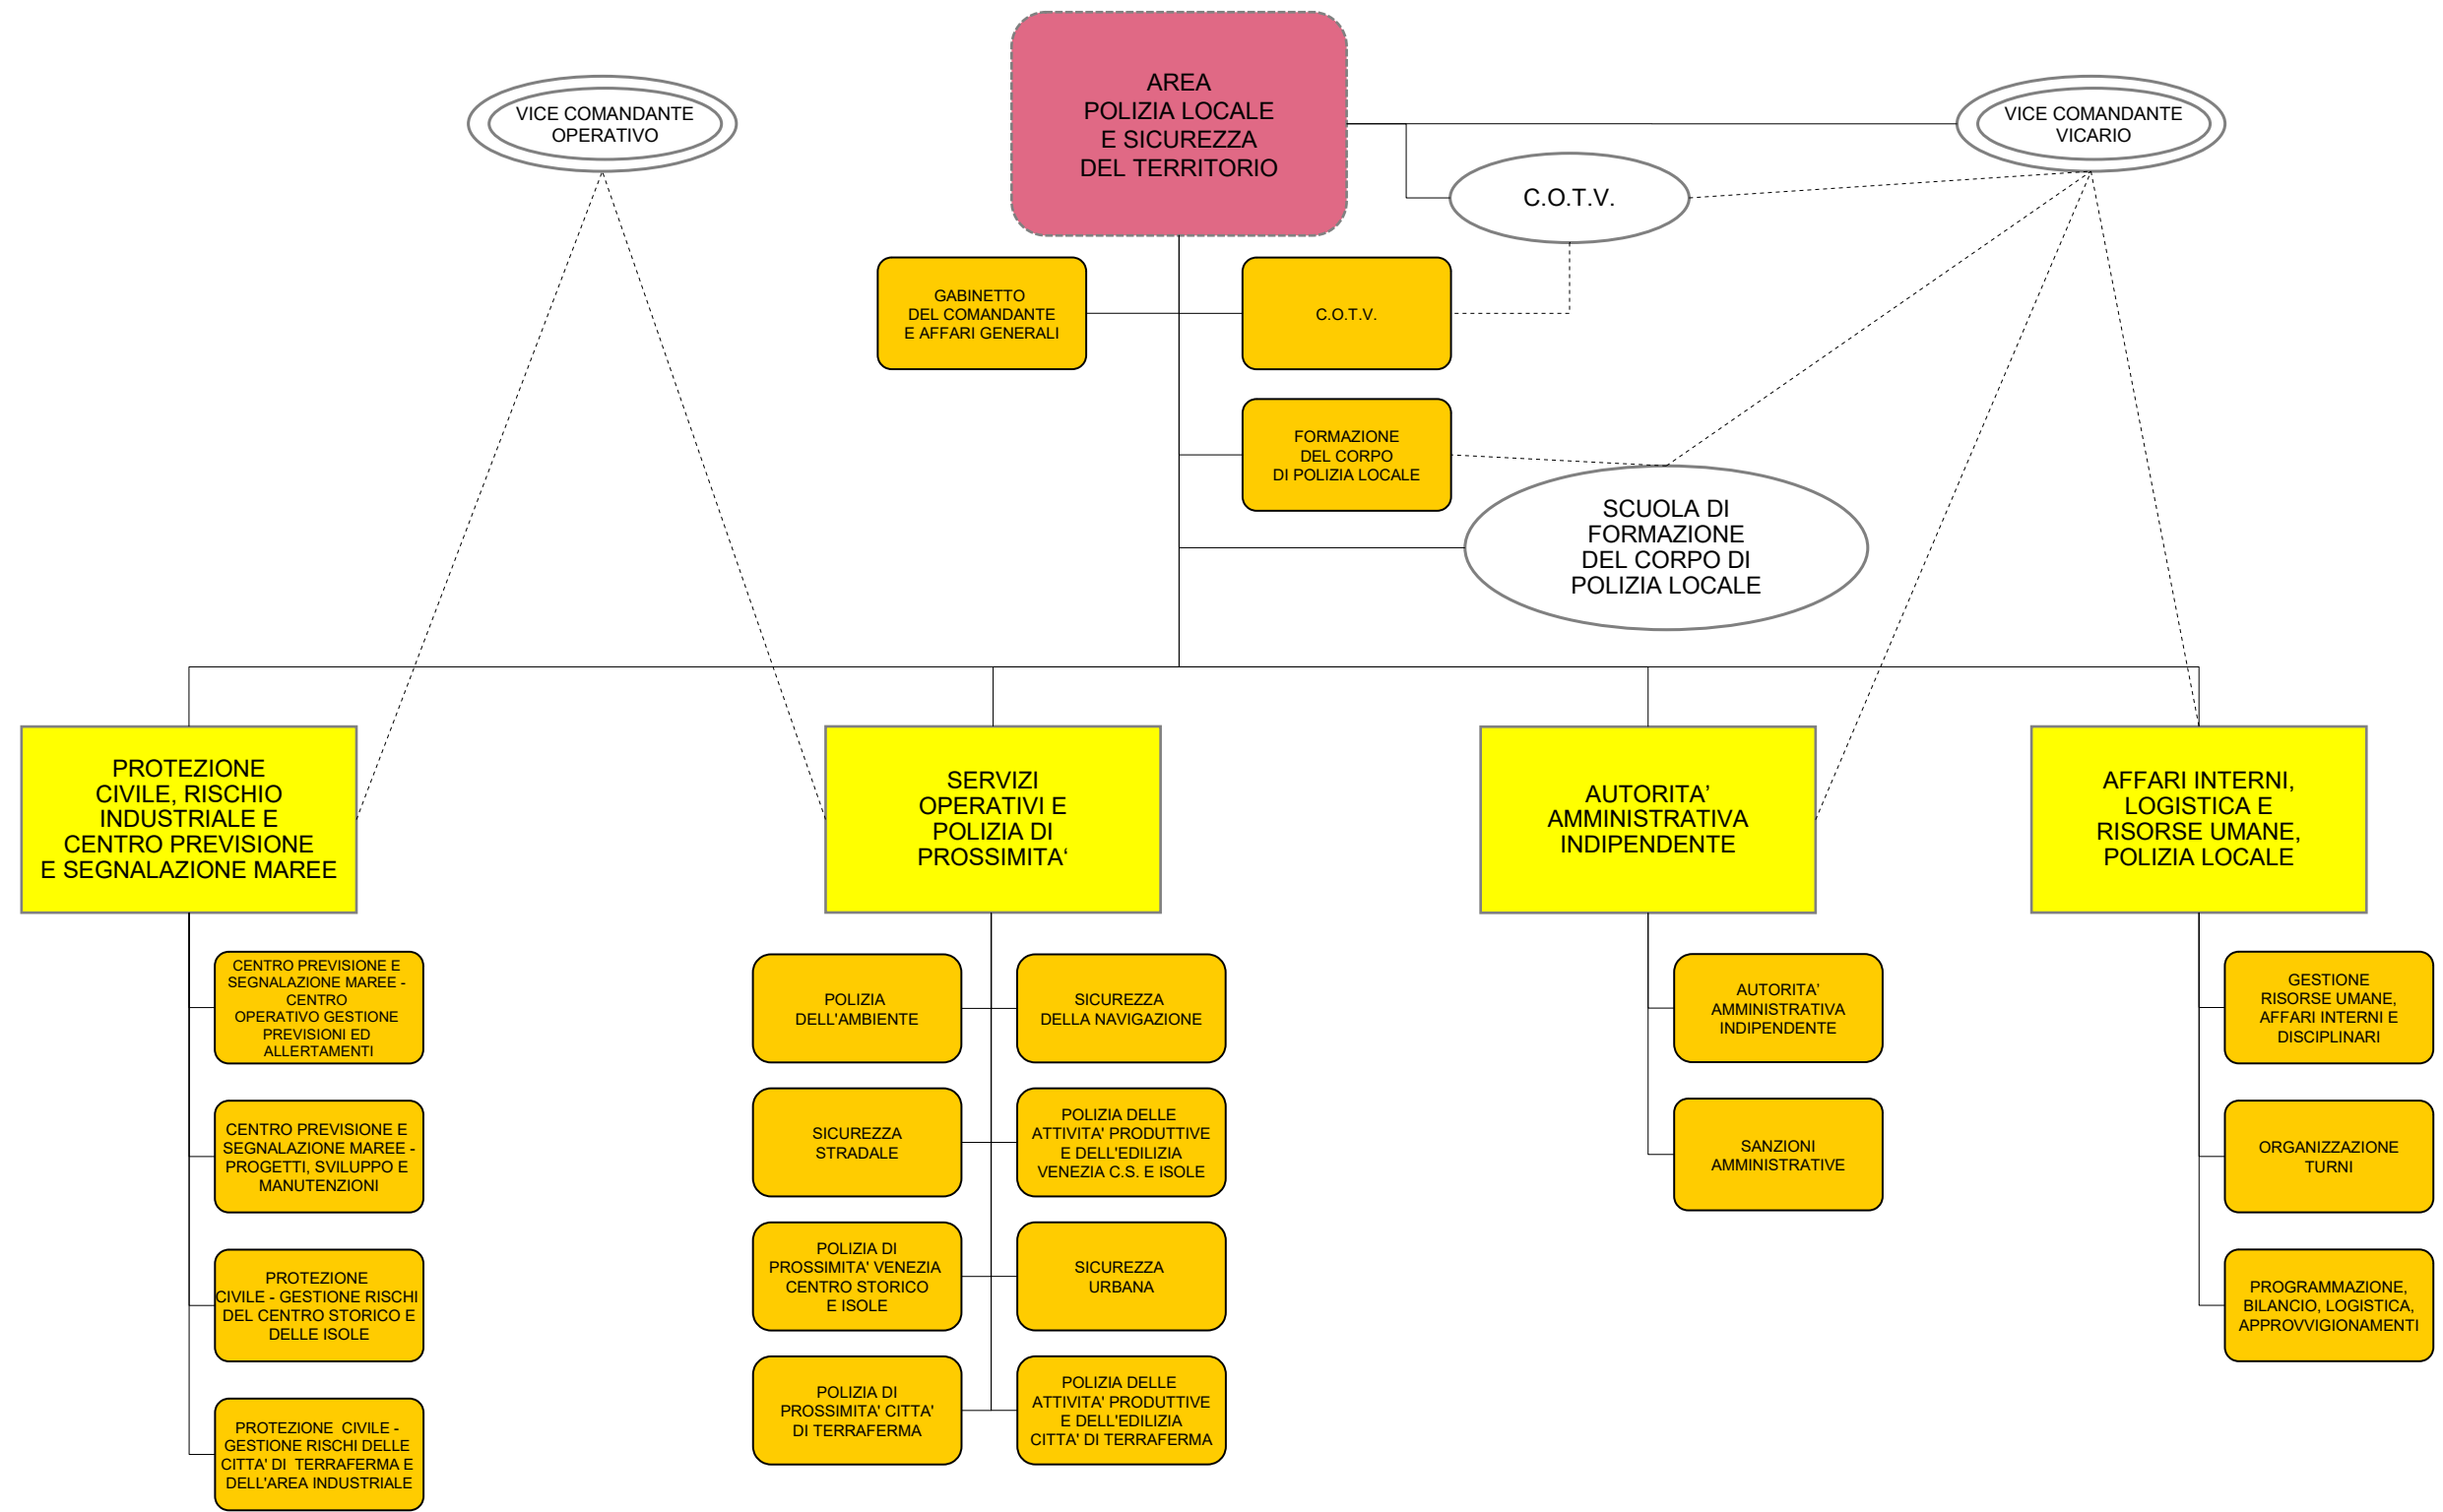 AREA
POLIZIA LOCALE
E SICUREZZA
DEL TERRITORIO
VICE COMANDANTE
OPERATIVO
VICE COMANDANTE
VICARIO
C.O.T.V.
GABINETTO
DEL COMANDANTE
E AFFARI GENERALI
C.O.T.V.
FORMAZIONE
DEL CORPO
DI POLIZIA LOCALE
SCUOLA DI
FORMAZIONE
DEL CORPO DI
POLIZIA LOCALE
PROTEZIONE
CIVILE, RISCHIO
INDUSTRIALE E
CENTRO PREVISIONE
E SEGNALAZIONE MAREE
SERVIZI
OPERATIVI E
POLIZIA DI
PROSSIMITA‘
AUTORITA’
AMMINISTRATIVA
INDIPENDENTE
AFFARI INTERNI,
LOGISTICA E
RISORSE UMANE,
POLIZIA LOCALE
CENTRO PREVISIONE E
SEGNALAZIONE MAREE -
CENTRO
OPERATIVO GESTIONE
PREVISIONI ED
ALLERTAMENTI
CENTRO PREVISIONE E
SEGNALAZIONE MAREE -
PROGETTI, SVILUPPO E
MANUTENZIONI
PROTEZIONE
CIVILE - GESTIONE RISCHI
DEL CENTRO STORICO E
DELLE ISOLE
PROTEZIONE CIVILE -
GESTIONE RISCHI DELLE
CITTA' DI TERRAFERMA E
DELL'AREA INDUSTRIALE
POLIZIA
DELL'AMBIENTE
SICUREZZA
DELLA NAVIGAZIONE
SICUREZZA
STRADALE
POLIZIA DELLE
ATTIVITA' PRODUTTIVE
E DELL'EDILIZIA
VENEZIA C.S. E ISOLE
POLIZIA DI
PROSSIMITA' VENEZIA
CENTRO STORICO
E ISOLE
SICUREZZA
URBANA
POLIZIA DI
PROSSIMITA' CITTA'
DI TERRAFERMA
POLIZIA DELLE
ATTIVITA' PRODUTTIVE
E DELL'EDILIZIA
CITTA' DI TERRAFERMA
AUTORITA’
AMMINISTRATIVA
INDIPENDENTE
SANZIONI
AMMINISTRATIVE
GESTIONE
RISORSE UMANE,
AFFARI INTERNI E
DISCIPLINARI
ORGANIZZAZIONE
TURNI
PROGRAMMAZIONE,
BILANCIO, LOGISTICA,
APPROVVIGIONAMENTI